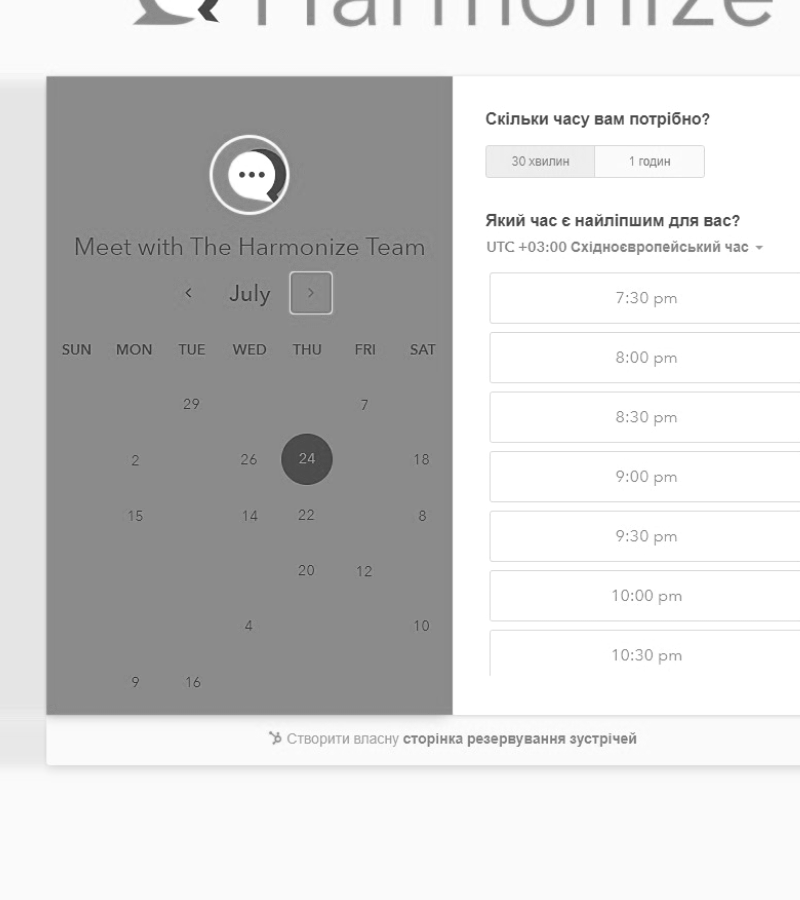 Harmonize
Meet with The Harmonize Team
July
SUN MON TUE WED THU FRI SAT
29 7
2 26 24 18
15 14 22 8
20 12
4 10
9 16
Скільки часу вам потрібно?
30 хвилин 1 годин
Який час є найліпшим для вас?
UTC +03:00 Східноєвропейський час
7:30 pm
8:00 pm
8:30 pm
9:00 pm
9:30 pm
10:00 pm
10:30 pm
Створити власну сторінка резервування зустрічей